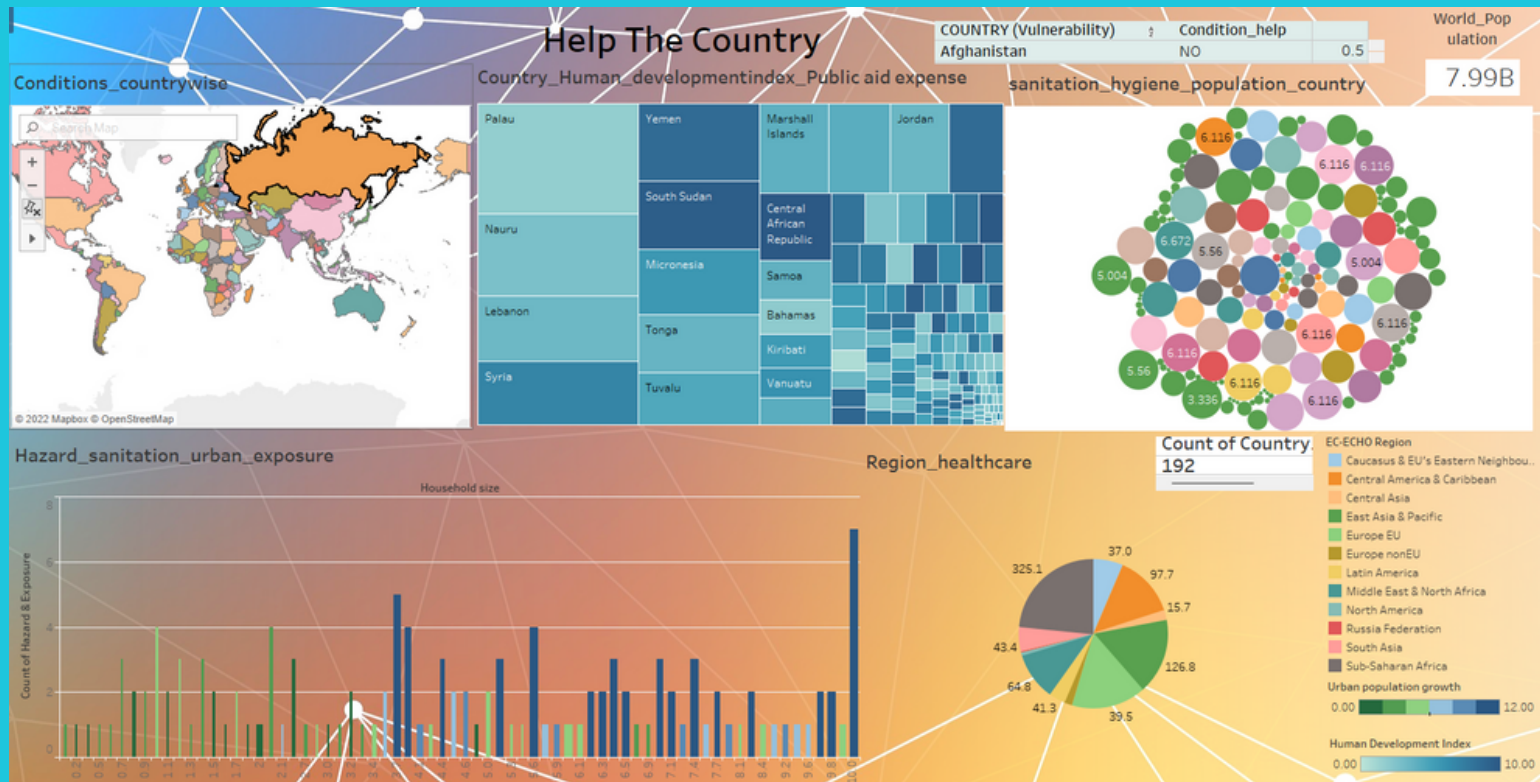 Help The Country
COUNTRY (Vulnerability) Condition_help
Afghanistan NO 0.5
World_Pop
ulation
7.99B
Conditions_countrywise
Search Map
© 2022 Mapbox © OpenStreetMap
Country_Human_developmentindex_Public aid expense
Palau
Nauru
Lebanon
Syria
Yemen
South Sudan
Micronesia
Tonga
Tuvalu
Marshall
Islands
Central
African
Republic
Samoa
Bahamas
Kiribati
Vanuatu
Jordan
sanitation_hygiene_population_country
6.116
6.116
6.116
6.672
5.56
5.004
5.004
6.116
6.116
6.116
5.56
6.116
3.336
6.116
Hazard_sanitation_urban_exposure
Household size
Count of Hazard & Exposure
8
6
4
2
0
Region_healthcare
Count of Country.
192
37.0
97.7
15.7
126.8
39.5
41.3
64.8
43.4
325.1
EC-ECHO Region
Caucasus & EU's Eastern Neighbou..
Central America & Caribbean
Central Asia
East Asia & Pacific
Europe EU
Europe nonEU
Latin America
Middle East & North Africa
North America
Russia Federation
South Asia
Sub-Saharan Africa
Urban population growth
0.00 12.00
Human Development Index
0.00 10.00